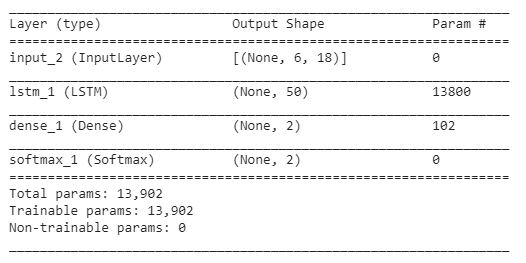 Layer (type) Output Shape Param #
input_2 (InputLayer) [(None, 6, 18)] 0
lstm_1 (LSTM) (None, 50) 13800
dense_1 (Dense) (None, 2) 102
softmax_1 (Softmax) (None, 2) 0
Total params: 13,902
Trainable params: 13,902
Non-trainable params: 0